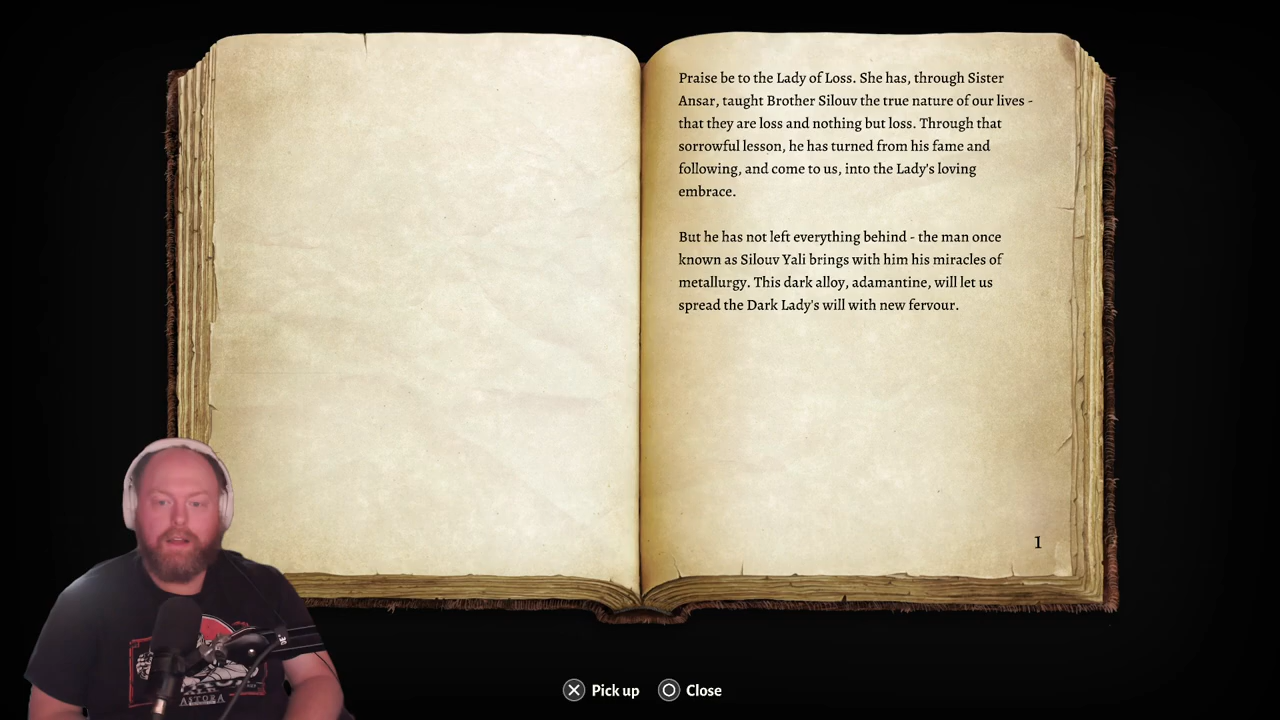 Praise be to the Lady of Loss. She has, through Sister
Ansar, taught Brother Silouv the true nature of our lives -
that they are loss and nothing but loss. Through that
sorrowful lesson, he has turned from his fame and
following, and come to us, into the Lady's loving
embrace.
But he has not left everything behind - the man once
known as Silouv Yali brings with him his miracles of
metallurgy. This dark alloy, adamantine, will let us
spread the Dark Lady's will with new fervour.
1
ASTORA
Pick up
Close